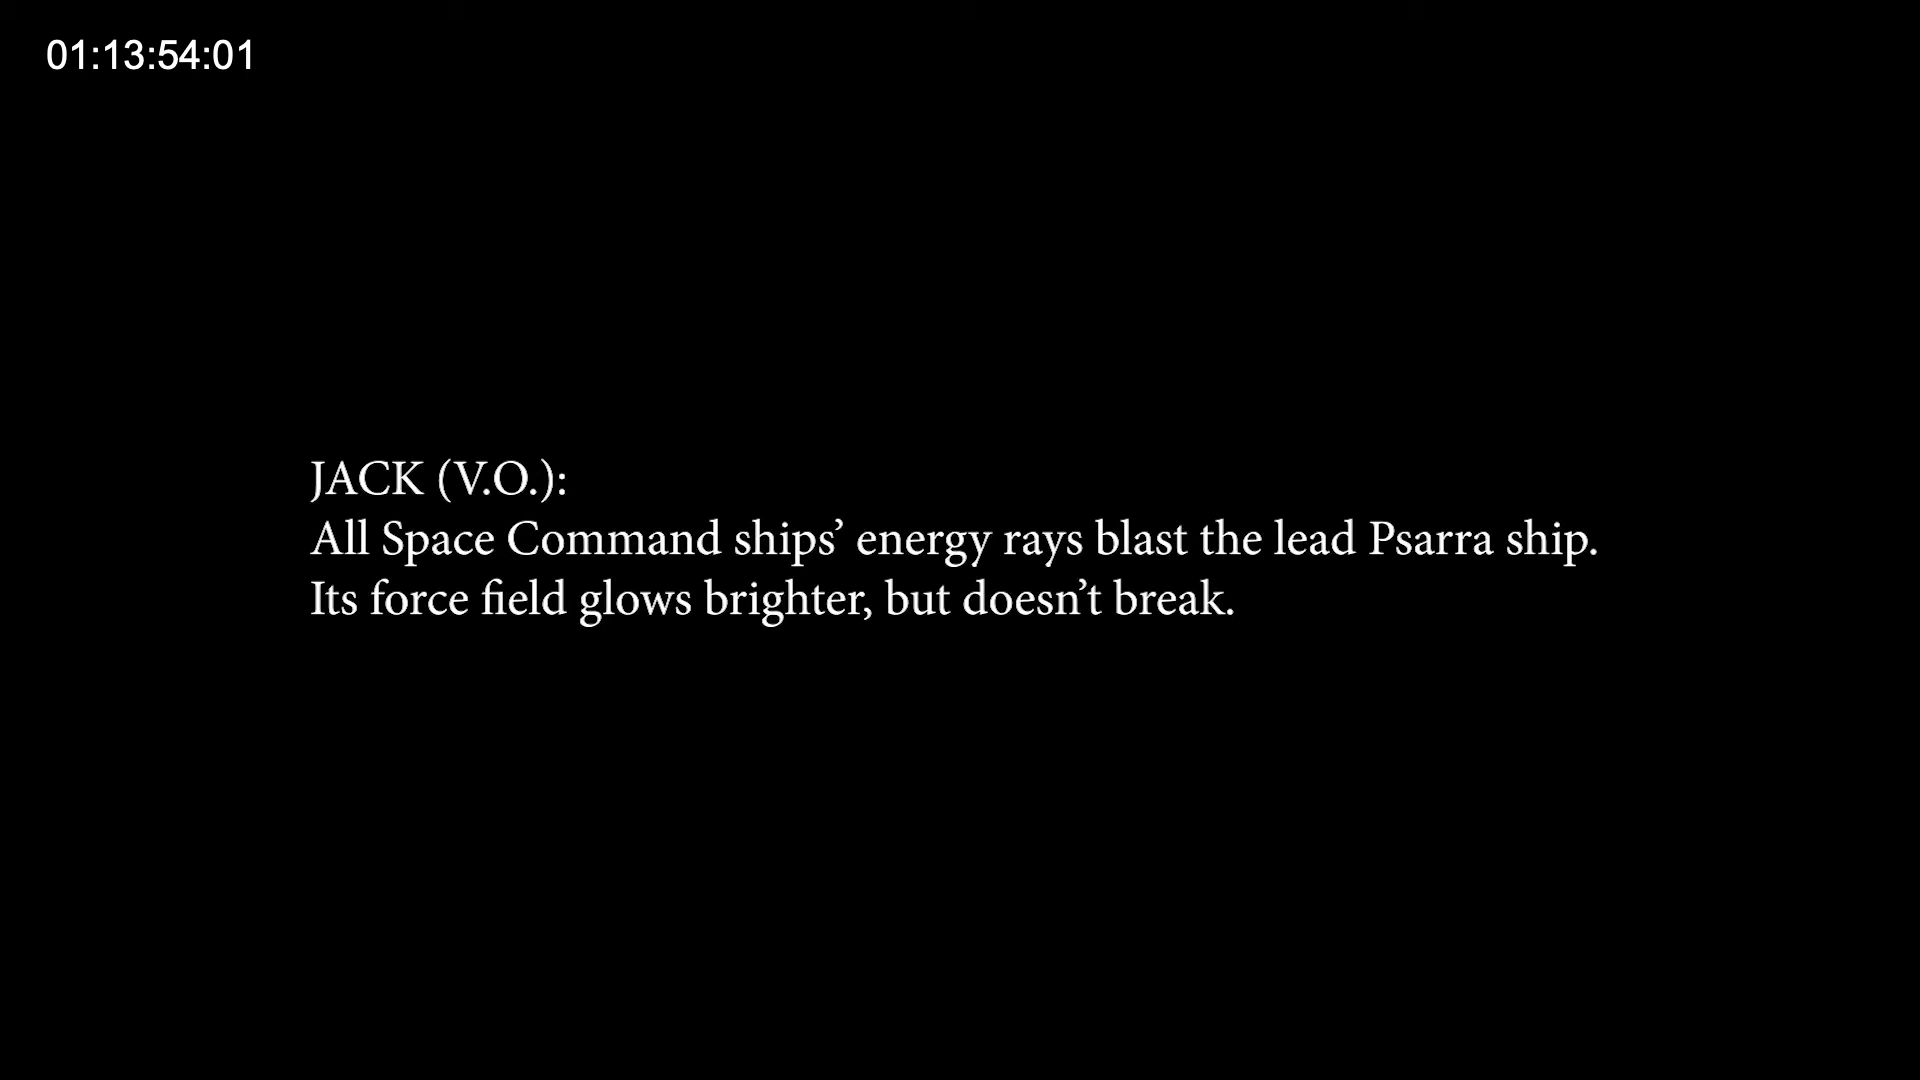 01:13:54:01
JACK (V.O.):
All Space Command ships’ energy rays blast the lead Psarra ship.
Its force field glows brighter, but doesn’t break.